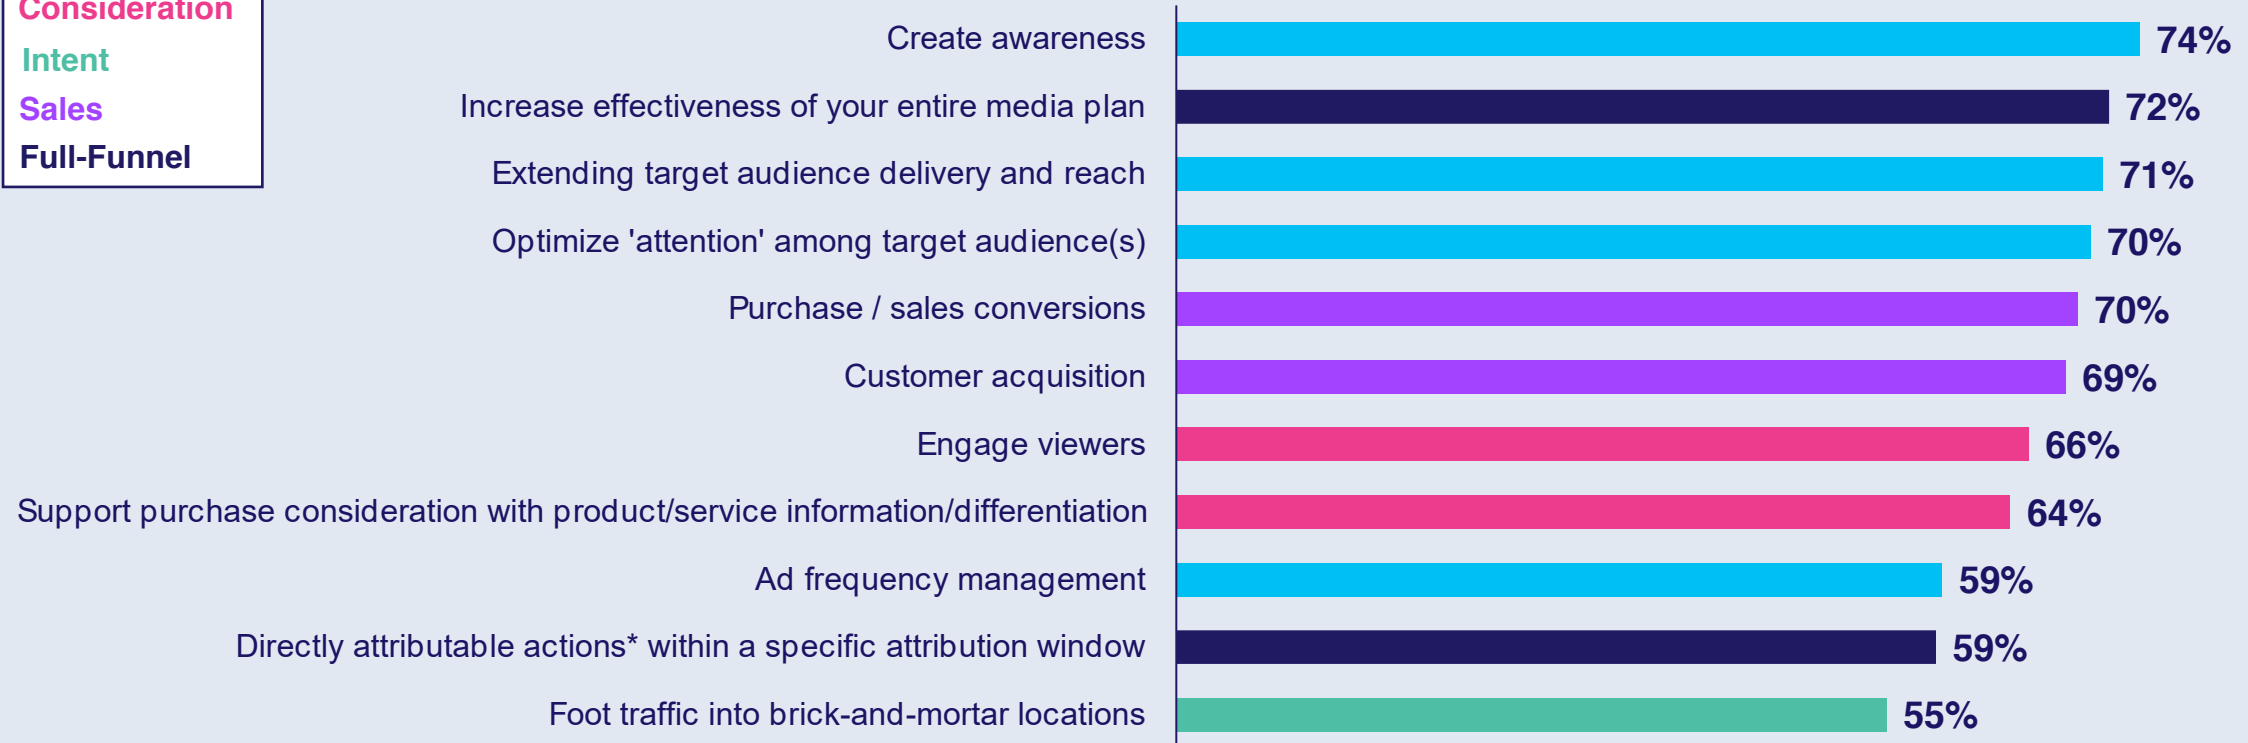 Consideration
Intent
Sales
Full-Funnel
Create awareness 74%
Increase effectiveness of your entire media plan 72%
Extending target audience delivery and reach 71%
Optimize 'attention' among target audience(s) 70%
Purchase / sales conversions 70%
Customer acquisition 69%
Engage viewers 66%
Support purchase consideration with product/service information/differentiation 64%
Ad frequency management 59%
Directly attributable actions* within a specific attribution window 59%
Foot traffic into brick-and-mortar locations 55%